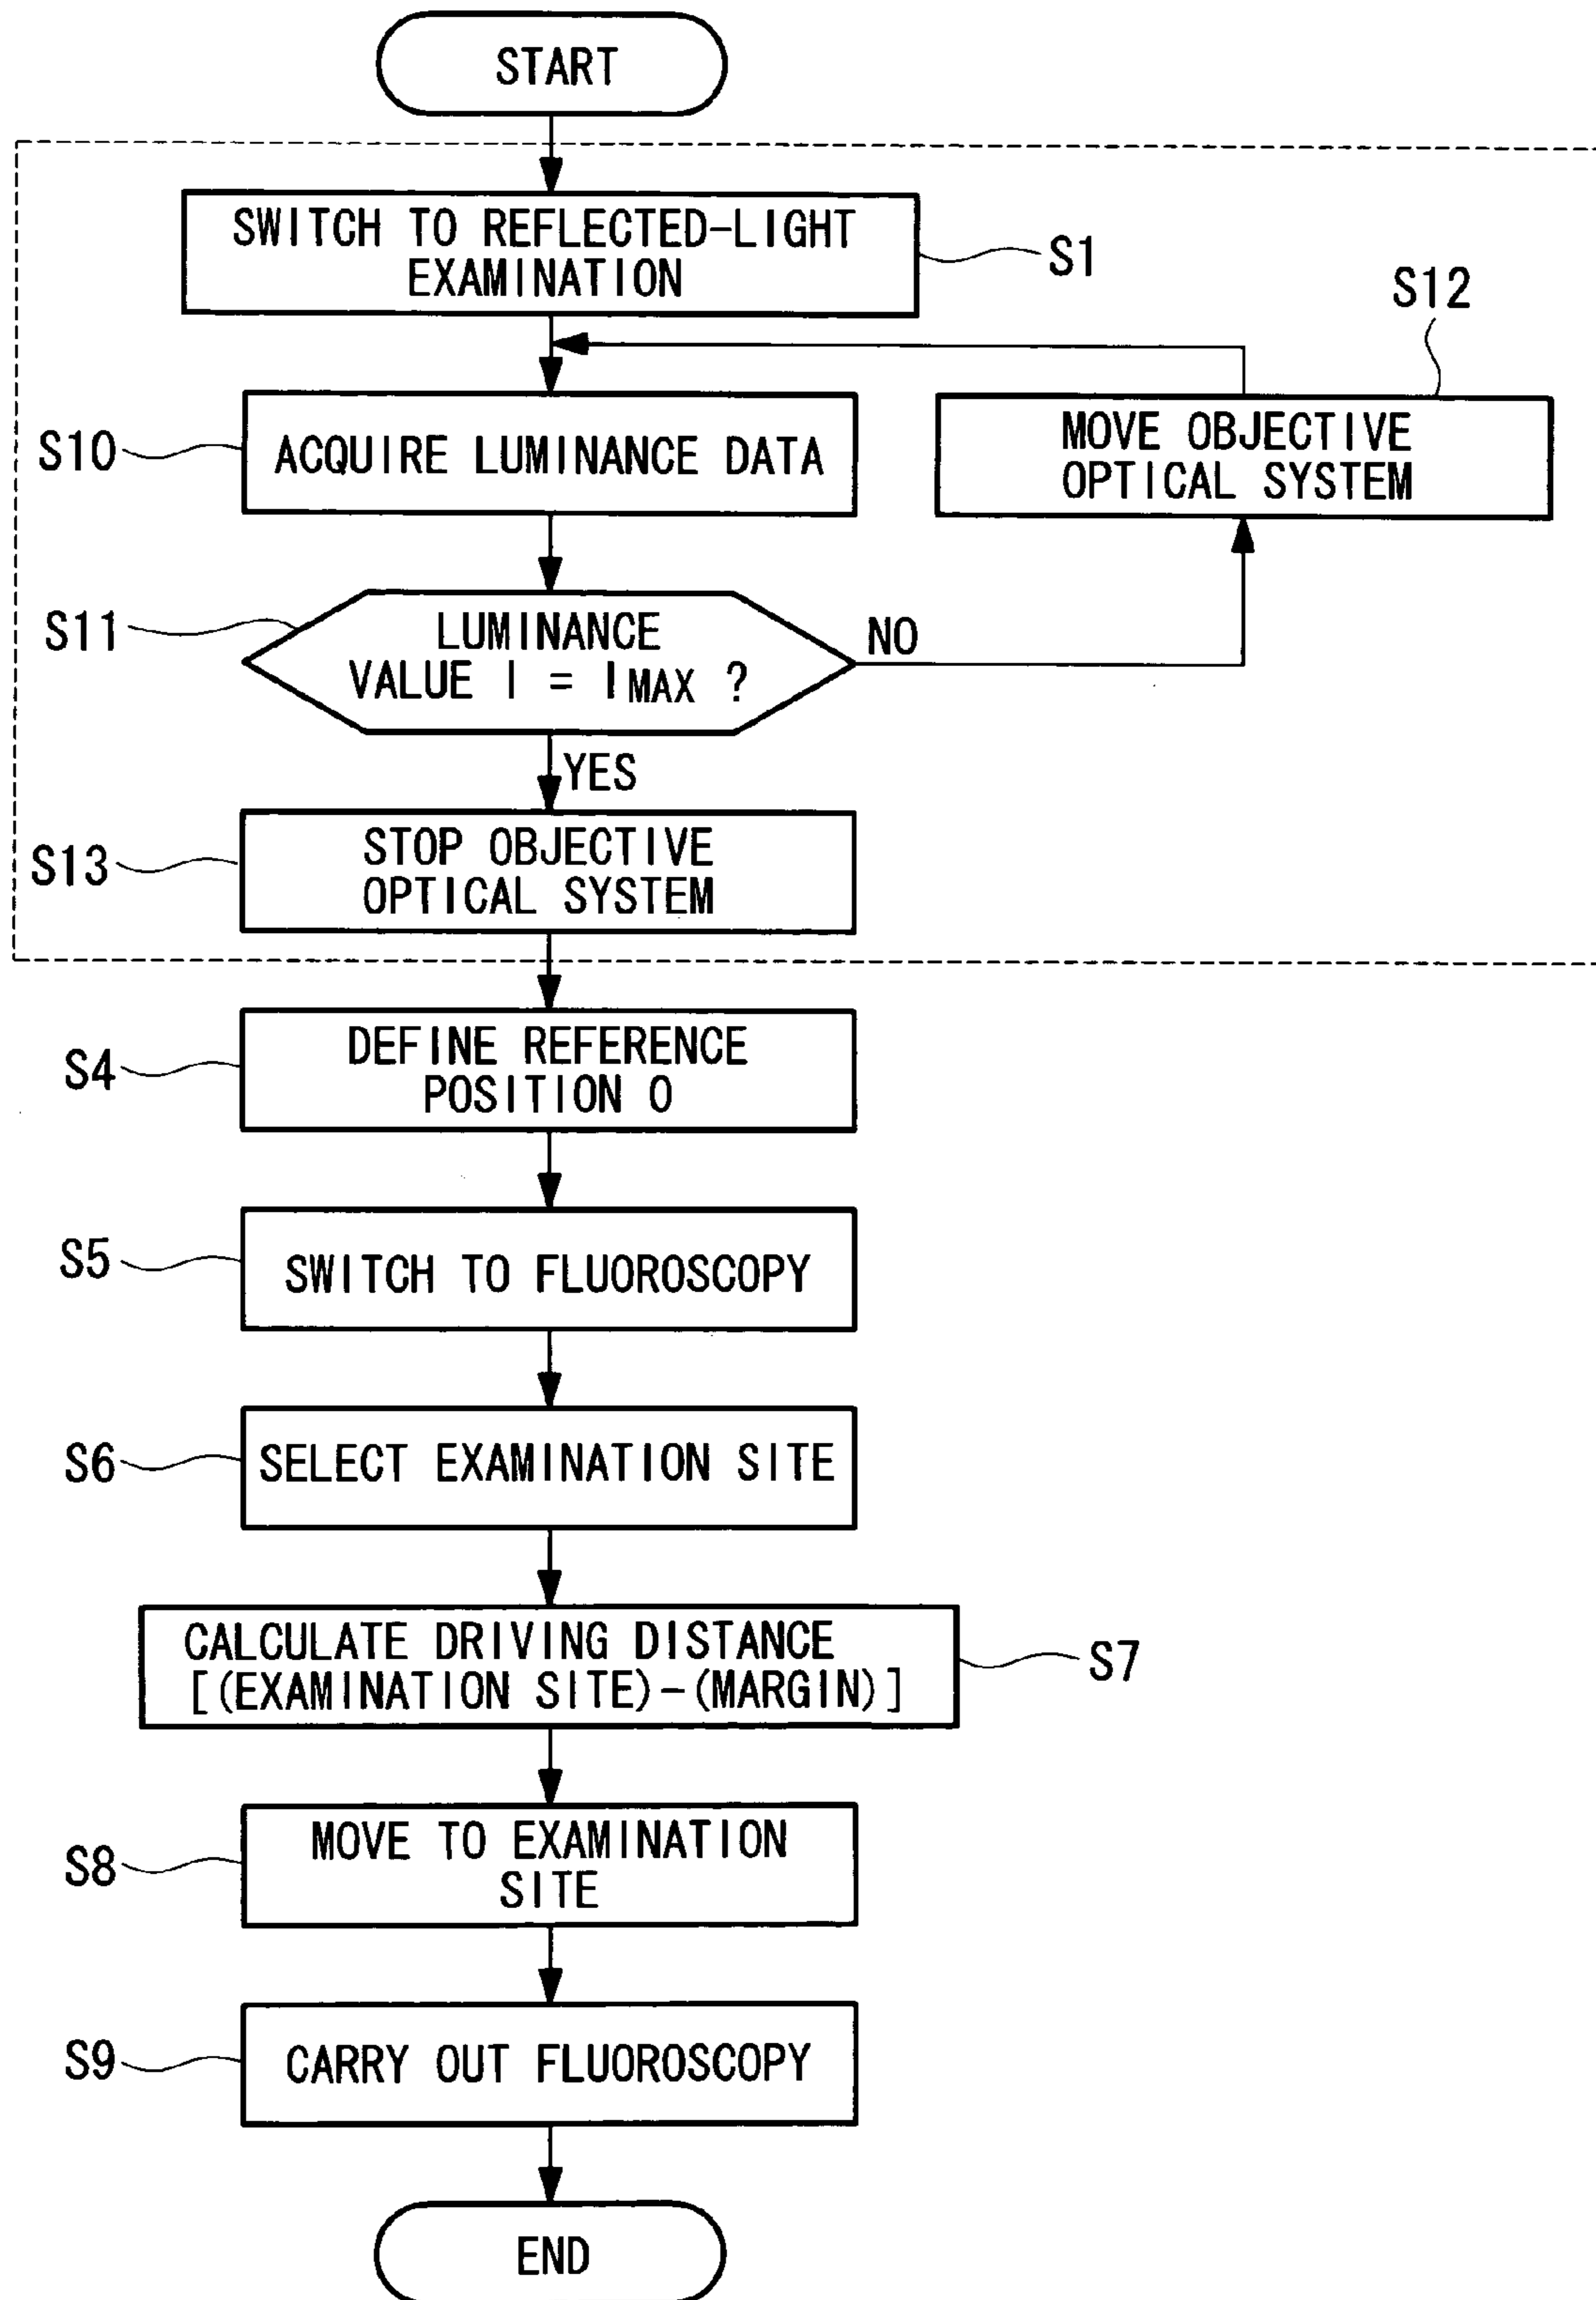 START
SWITCH TO REFLECTED-LIGHT
EXAMINATION
S1
S12
S10
ACQUIRE LUMINANCE DATA
MOVE OBJECTIVE
OPTICAL SYSTEM
S11
LUMINANCE
VALUE I = IMAX ?
NO
YES
S13
STOP OBJECTIVE
OPTICAL SYSTEM
S4
DEFINE REFERENCE
POSITION O
S5
SWITCH TO FLUOROSCOPY
S6
SELECT EXAMINATION SITE
CALCULATE DRIVING DISTANCE
[(EXAMINATION SITE)-(MARGIN)]
S7
S8
MOVE TO EXAMINATION
SITE
S9
CARRY OUT FLUOROSCOPY
END